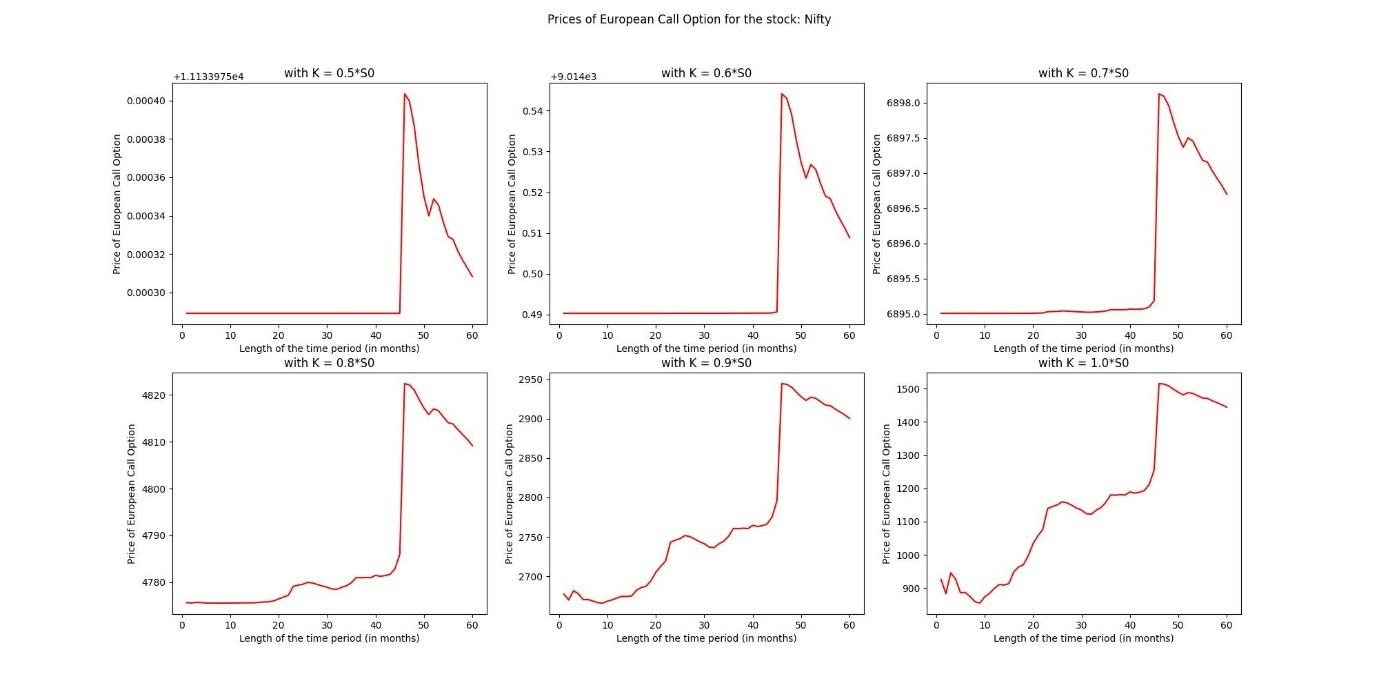 Prices of European Call Option for the stock: Nifty
with K = 0.5*S0
+1.1133975e4
0.00040
0.00038
0.00036
0.00034
0.00032
0.00030
Price of European Call Option
0 10 20 30 40 50 60
Length of the time period (in months)
with K = 0.6*S0
+9.014e3
0.54
0.53
0.52
0.51
0.50
0.49
Price of European Call Option
0 10 20 30 40 50 60
Length of the time period (in months)
with K = 0.7*S0
6898.0
6897.5
6897.0
6896.5
6896.0
6895.5
6895.0
Price of European Call Option
0 10 20 30 40 50 60
Length of the time period (in months)
with K = 0.8*S0
4820
4810
4800
4790
4780
Price of European Call Option
0 10 20 30 40 50 60
Length of the time period (in months)
with K = 0.9*S0
2950
2900
2850
2800
2750
2700
Price of European Call Option
0 10 20 30 40 50 60
Length of the time period (in months)
with K = 1.0*S0
1500
1400
1300
1200
1100
1000
900
Price of European Call Option
0 10 20 30 40 50 60
Length of the time period (in months)